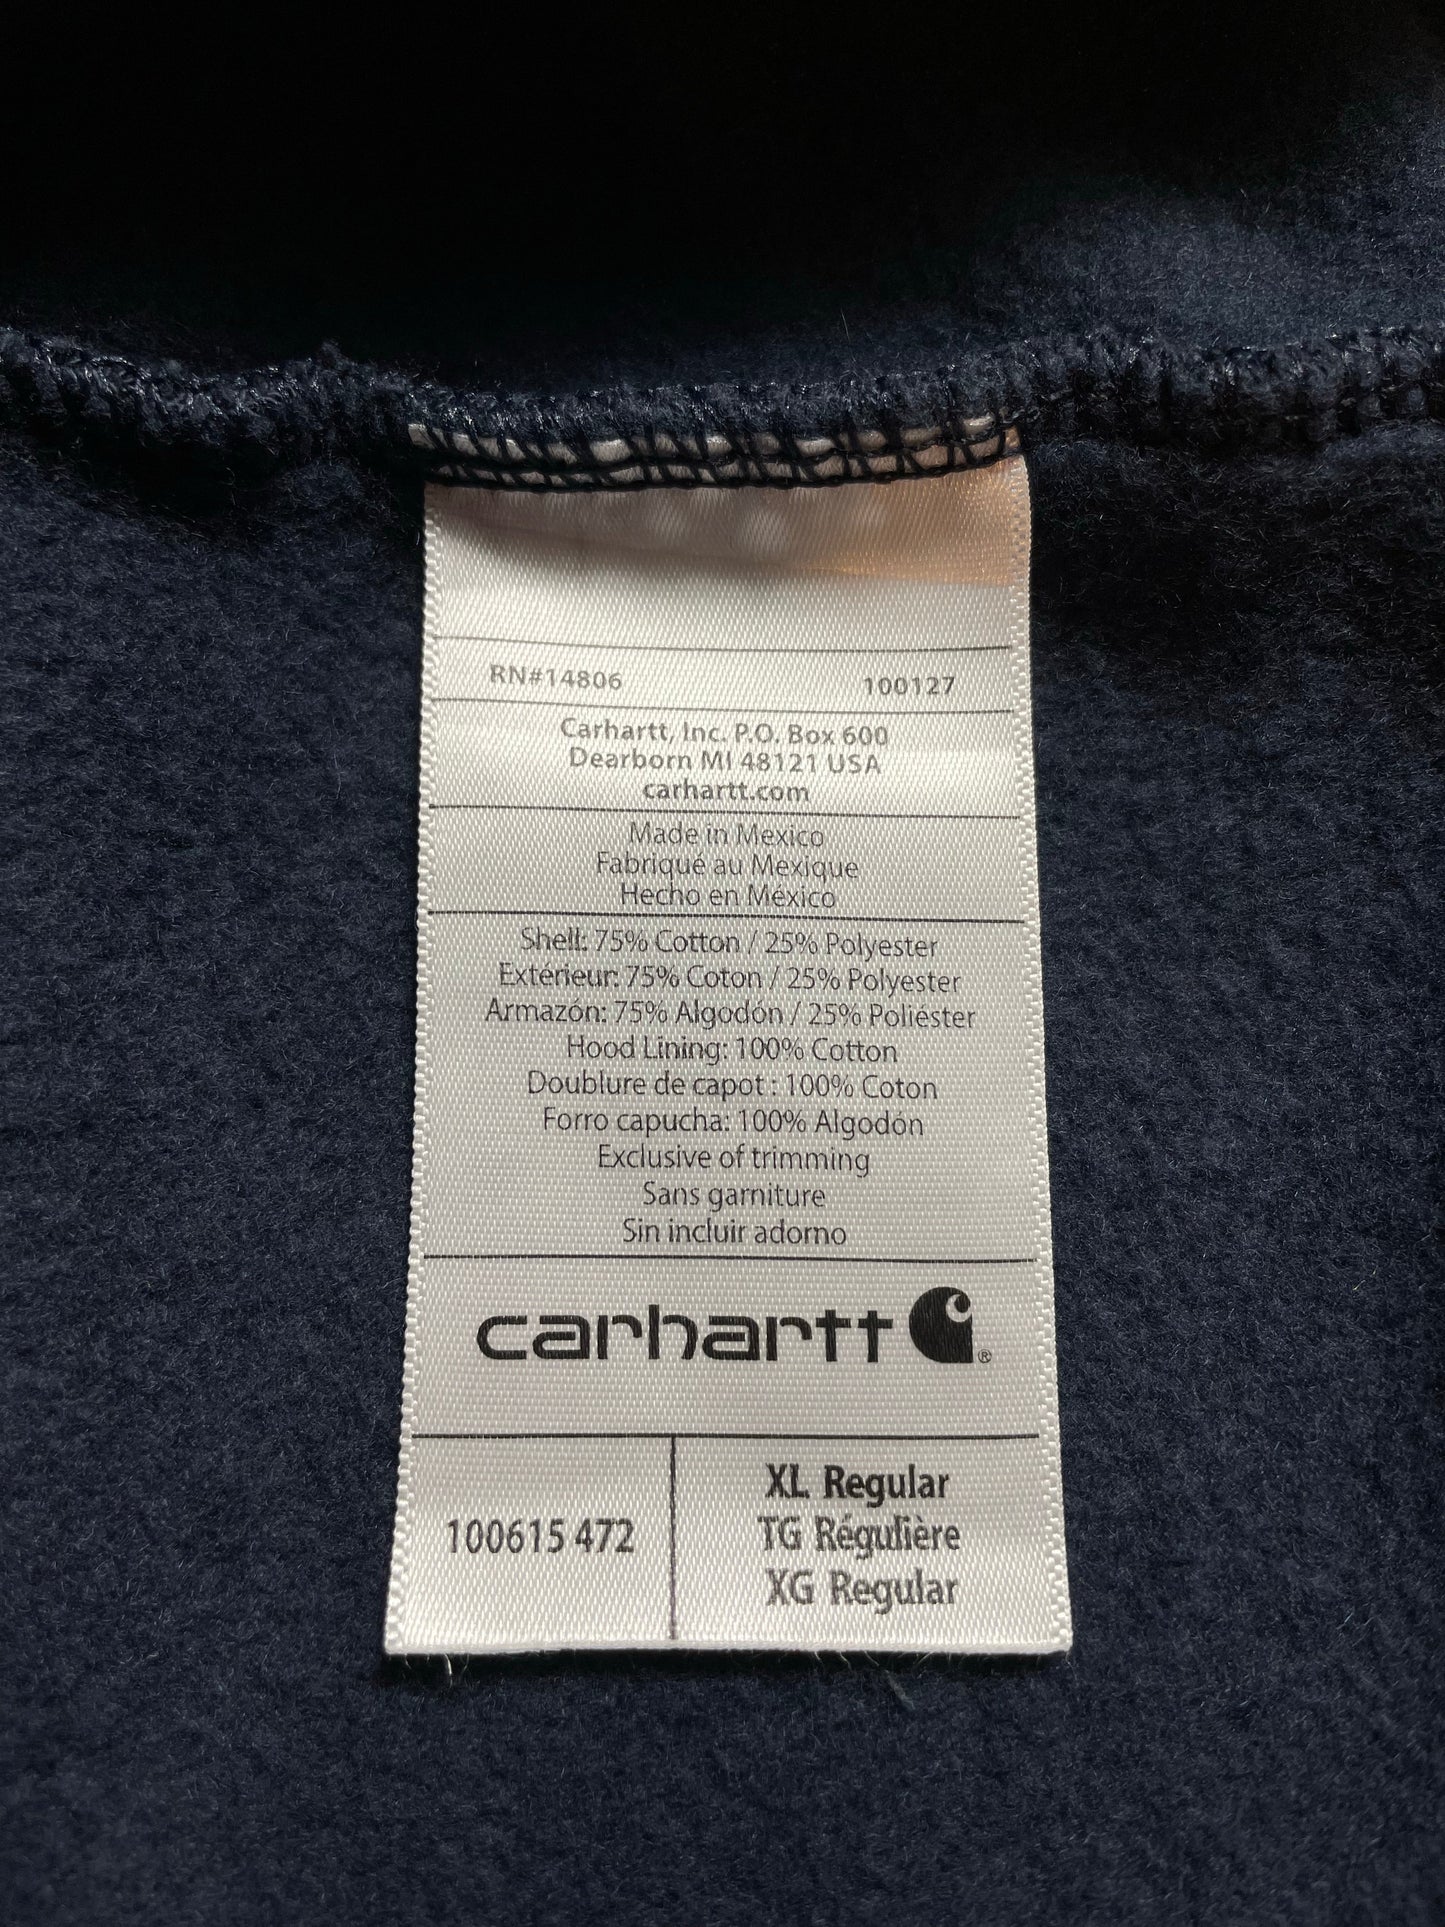 RN#14806 100127
Carhartt, Inc. P.O. Box 600
Dearborn MI 48121 USA
carhartt.com
Made in Mexico
Fabriqué au Mexique
Hecho en México
Shell: 75% Cotton / 25% Polyester
Extérieur: 75% Coton / 25% Polyester
Armazón: 75% Algodón / 25% Poliéster
Hood Lining: 100% Cotton
Doublure de capot : 100% Coton
Forro capucha: 100% Algodón
Exclusive of trimming
Sans garniture
Sin incluir adorno
carhartt ®
100615 472
XL Regular
TG Régulière
XG Regular